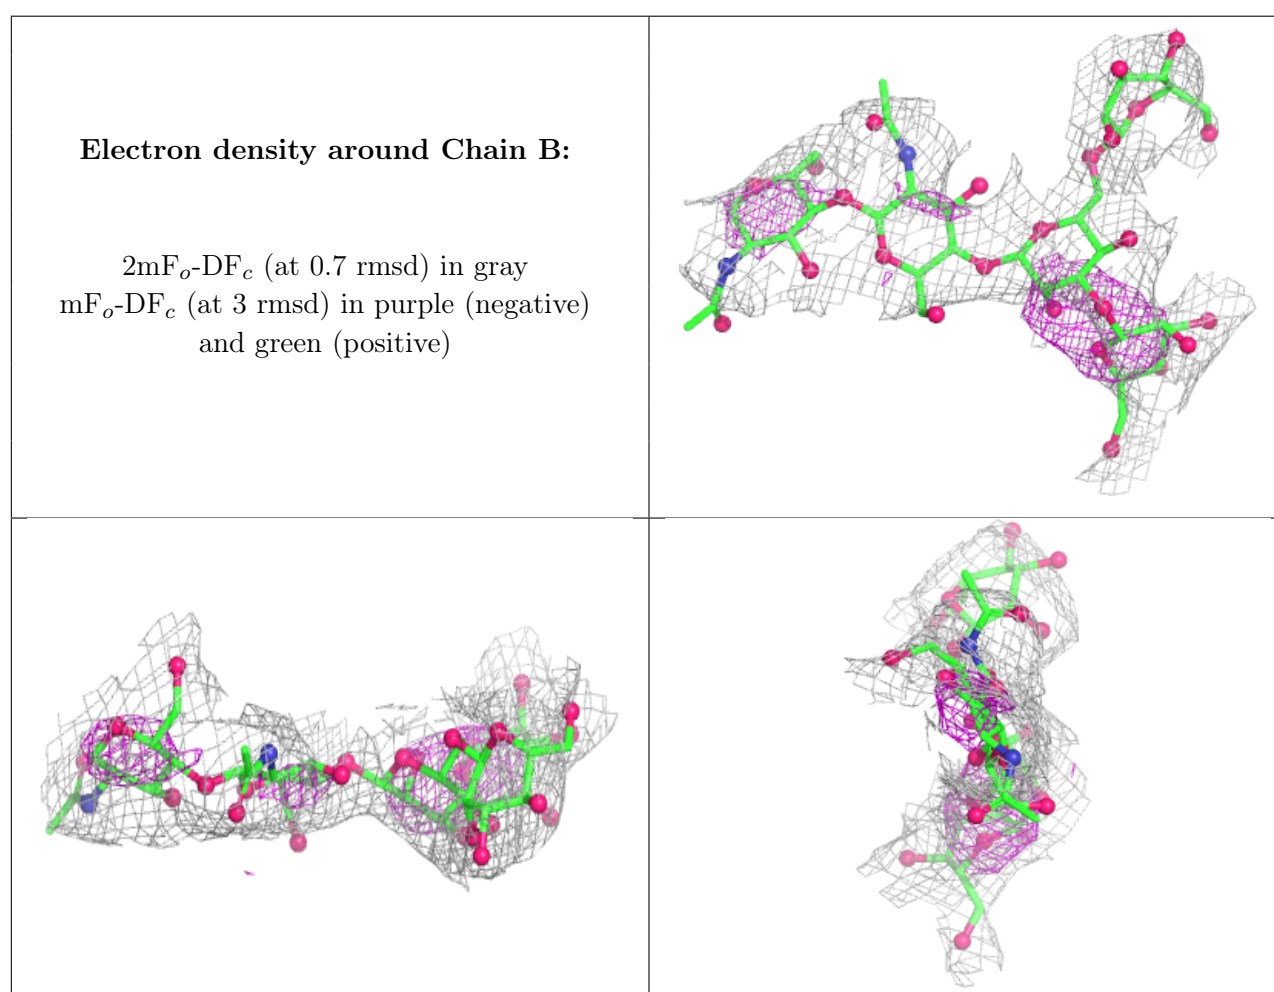 Electron density around Chain B:
2mFₒ-DF𝒸 (at 0.7 rmsd) in gray
mFₒ-DF𝒸 (at 3 rmsd) in purple (negative)
and green (positive)